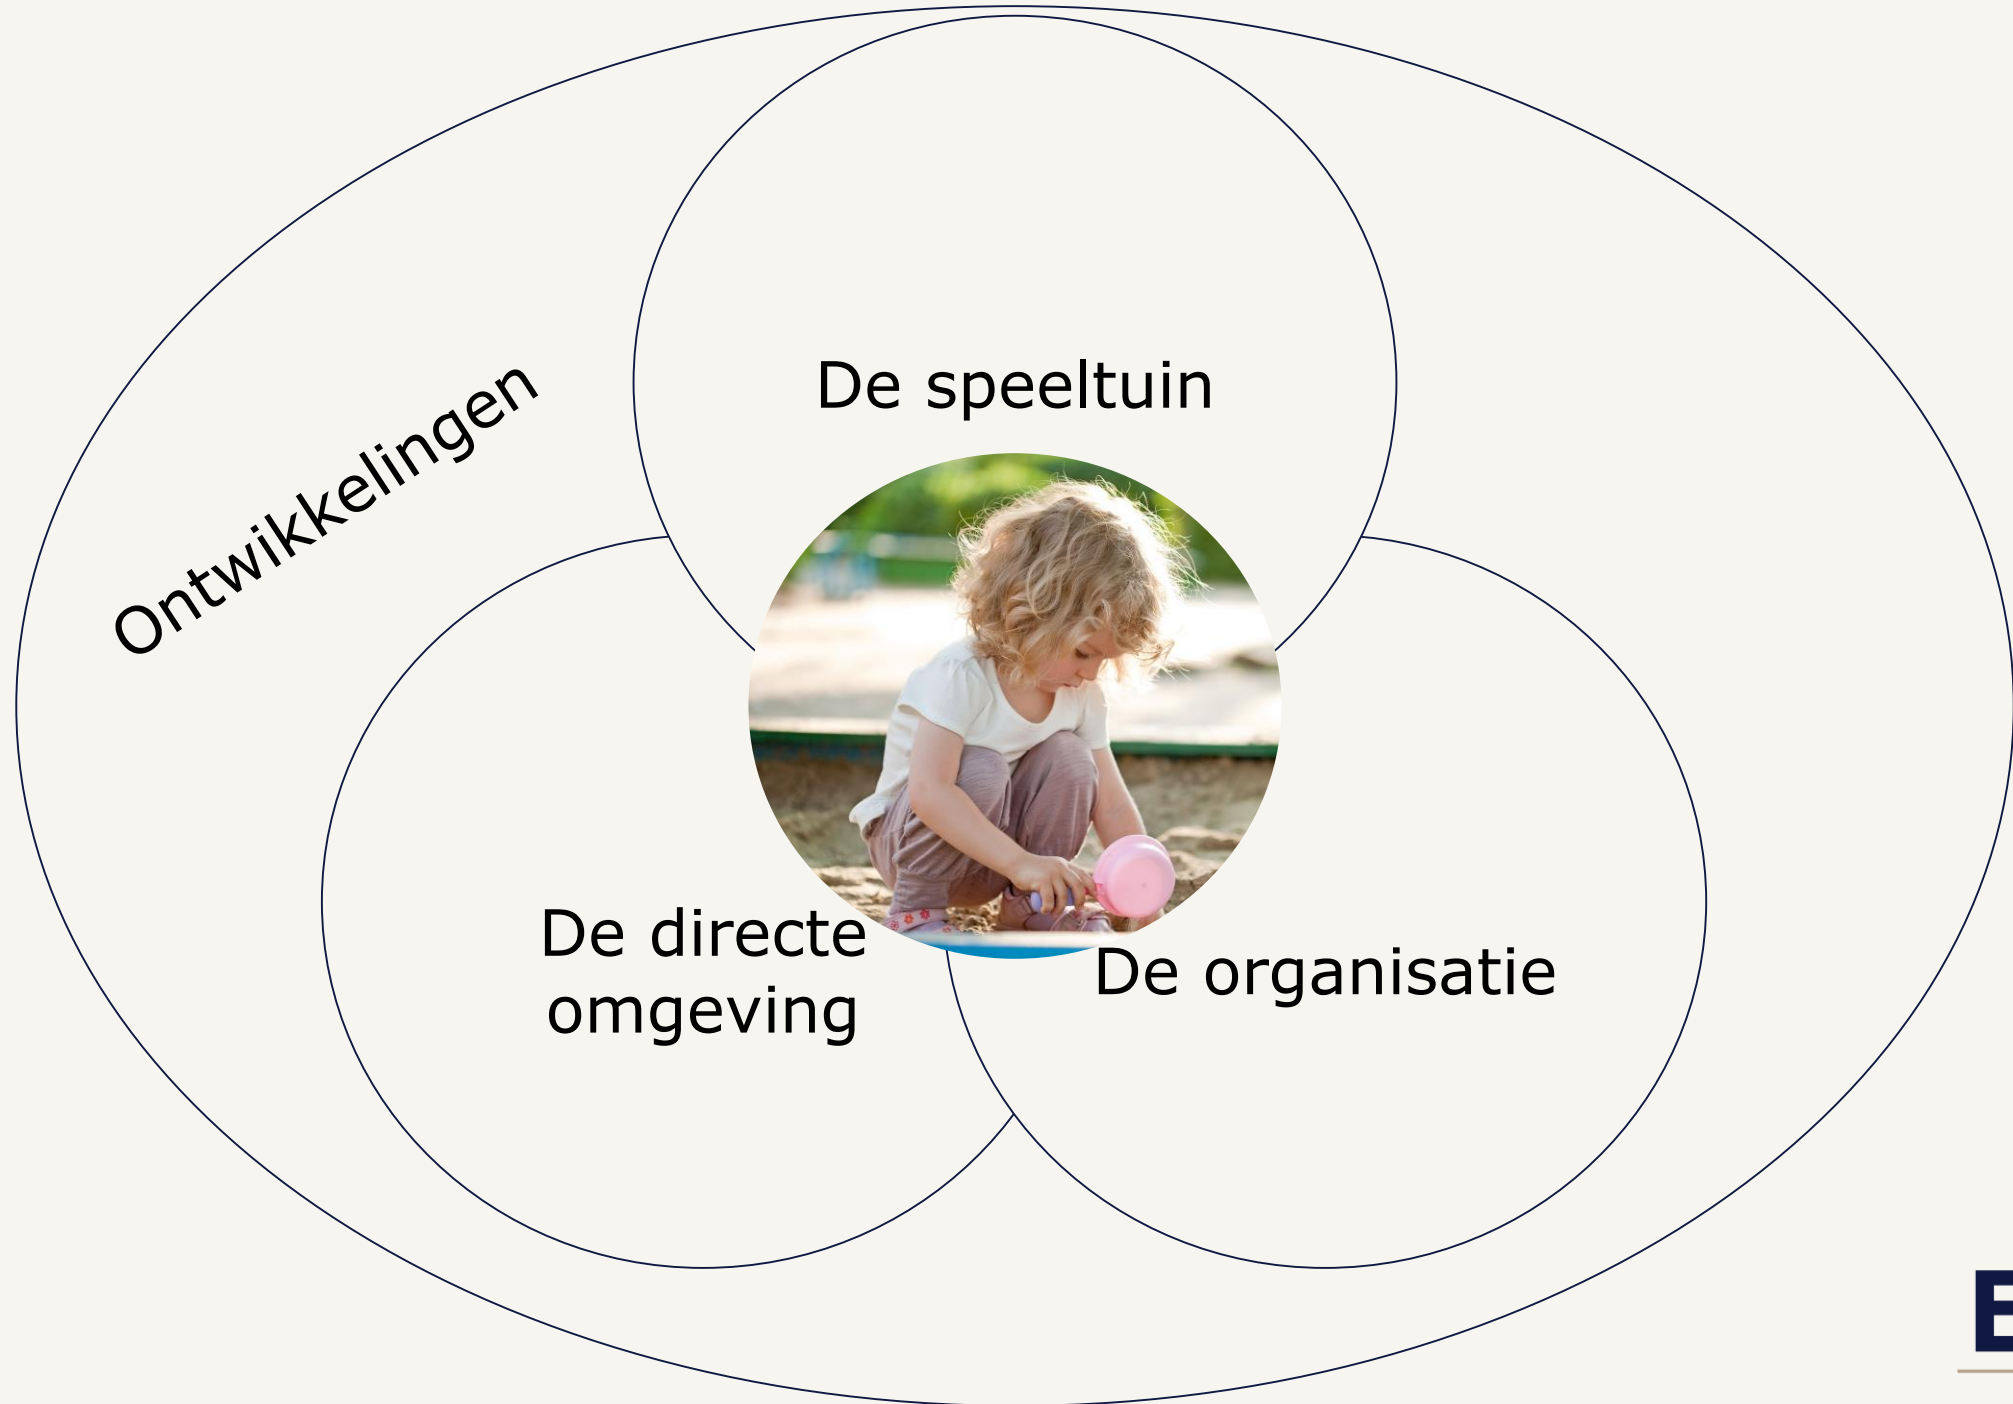 De speeltuin
Ontwikkelingen
De directe
omgeving
De organisatie
E